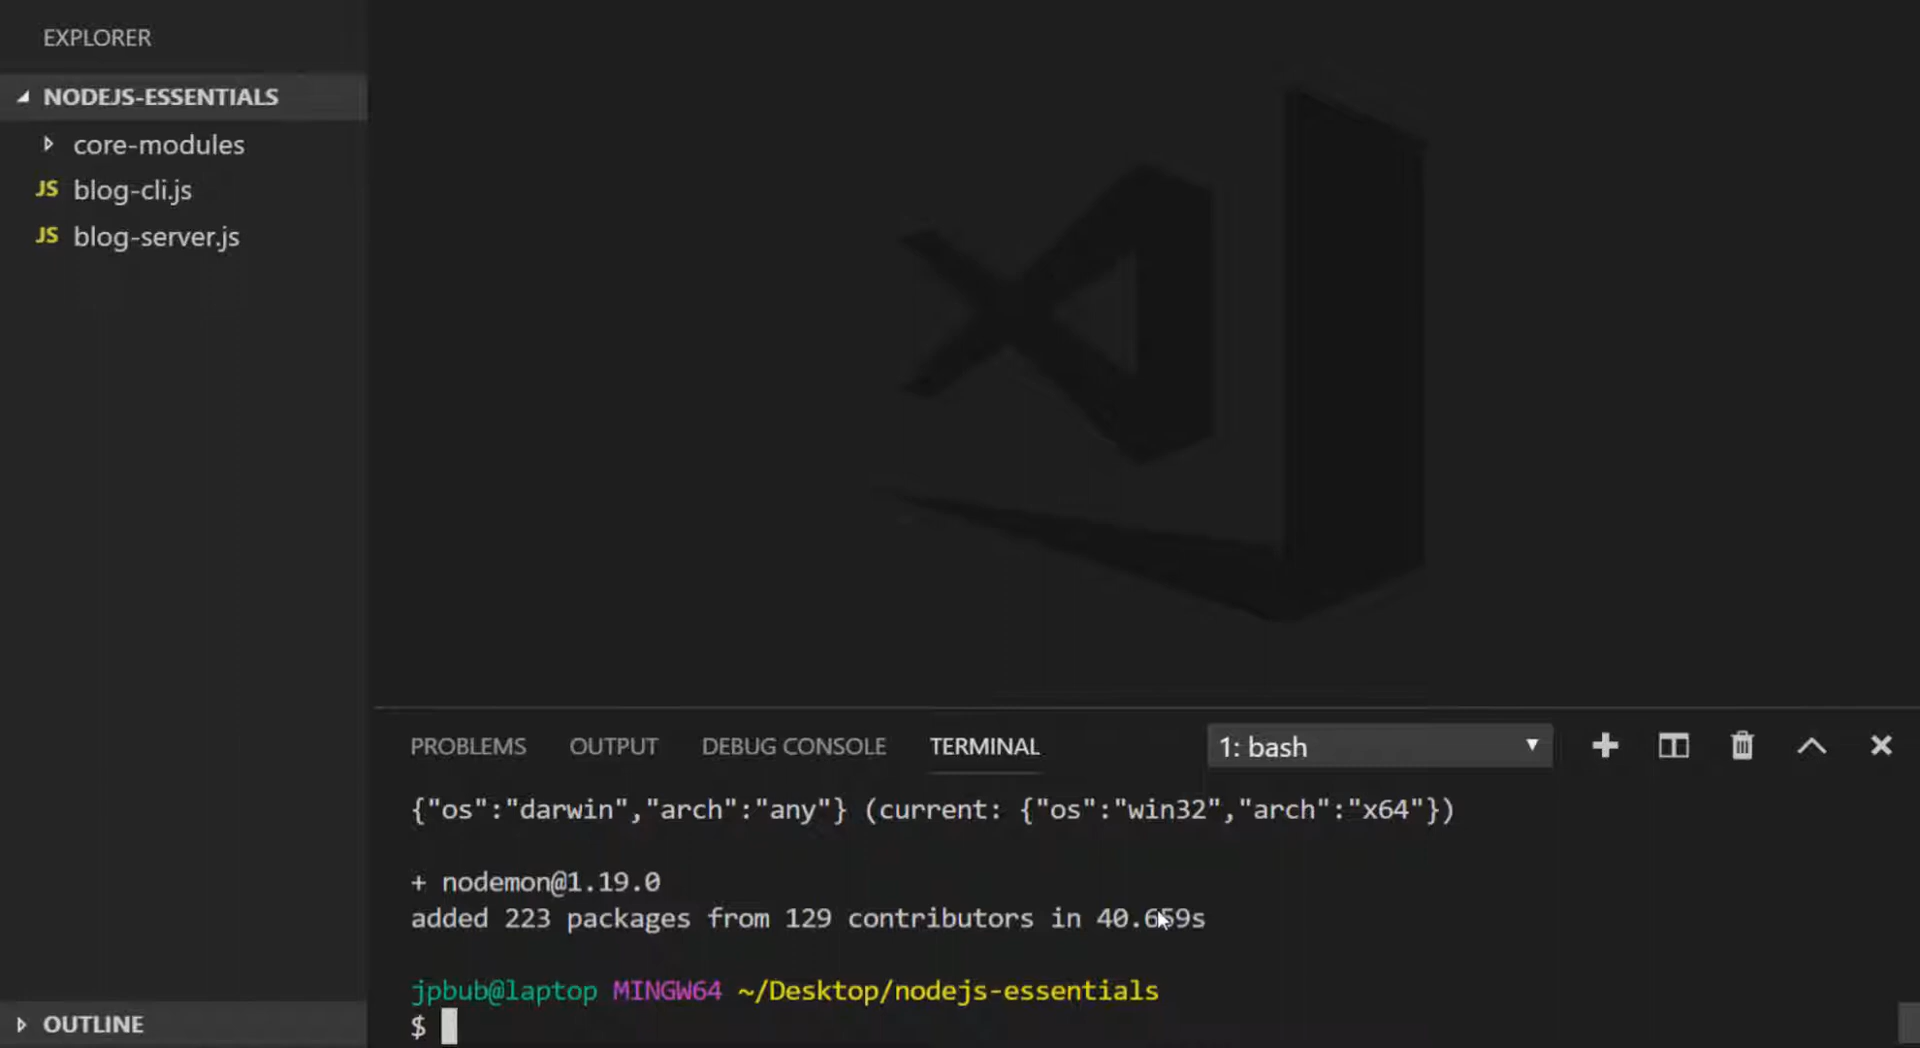 EXPLORER
NODEJS-ESSENTIALS
core-modules
JS blog-cli.js
JS blog-server.js
OUTLINE
PROBLEMS OUTPUT DEBUG CONSOLE TERMINAL 1: bash
{"os":"darwin","arch":"any"} (current: {"os":"win32","arch":"x64"})
+ nodemon@1.19.0
added 223 packages from 129 contributors in 40.659s
jpbub@laptop MINGW64 ~/Desktop/nodejs-essentials
$